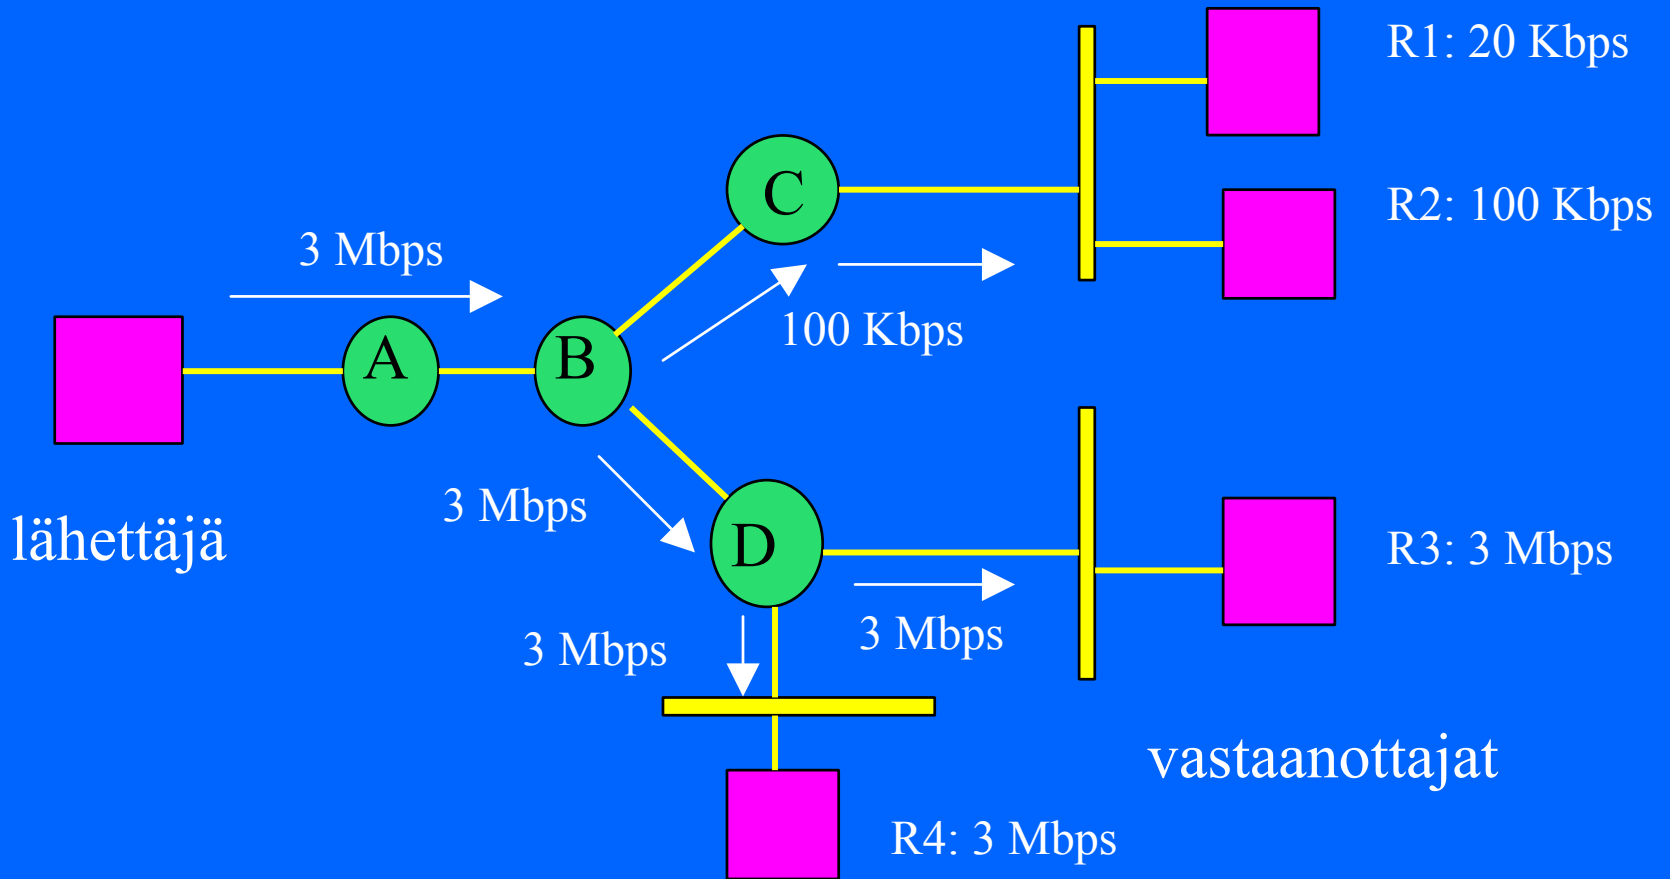 R1: 20 Kbps
C
R2: 100 Kbps
3 Mbps
100 Kbps
A
B
3 Mbps
lähettäjä
D
R3: 3 Mbps
3 Mbps
3 Mbps
vastaanottajat
R4: 3 Mbps